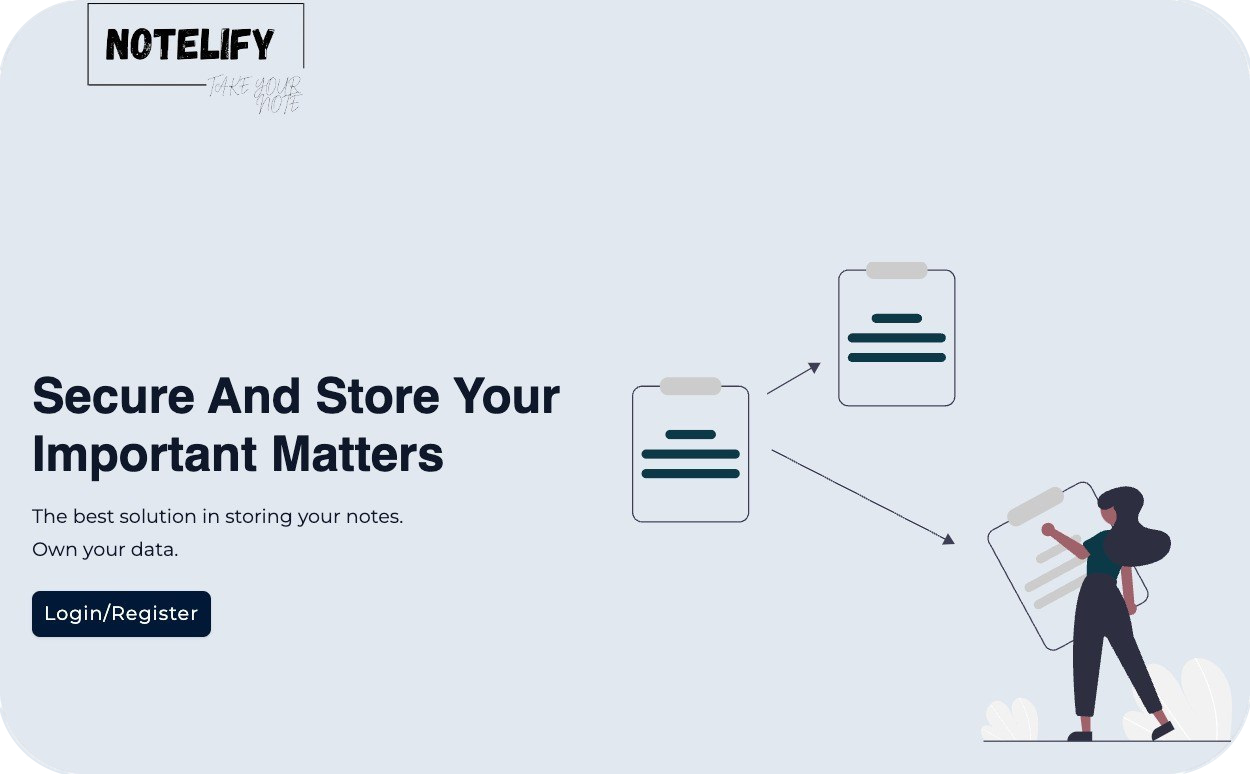 NOTELIFY
TAKE YOUR
NOTE
Secure And Store Your
Important Matters
The best solution in storing your notes.
Own your data.
Login/Register